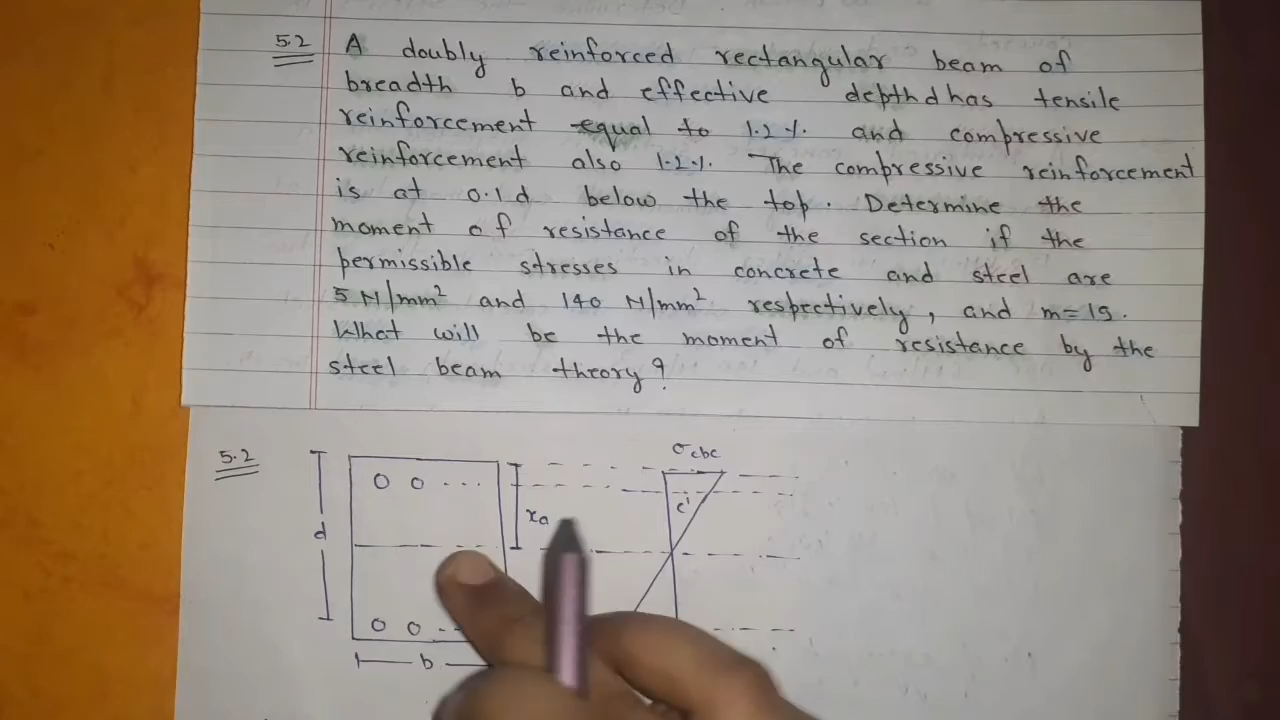 5.2 A doubly reinforced rectangular beam of
breadth b and effective depth d has tensile
reinforcement equal to 1.2%. and compressive
reinforcement also 1.2%. The compressive reinforcement
is at 0.1d below the top. Determine the
moment of resistance of the section if the
permissible stresses in concrete and steel are
5 N/mm² and 140 N/mm² respectively, and m=19.
What will be the moment of resistance by the
steel beam theory?
5.2
σcbc
c'
d
xa
b